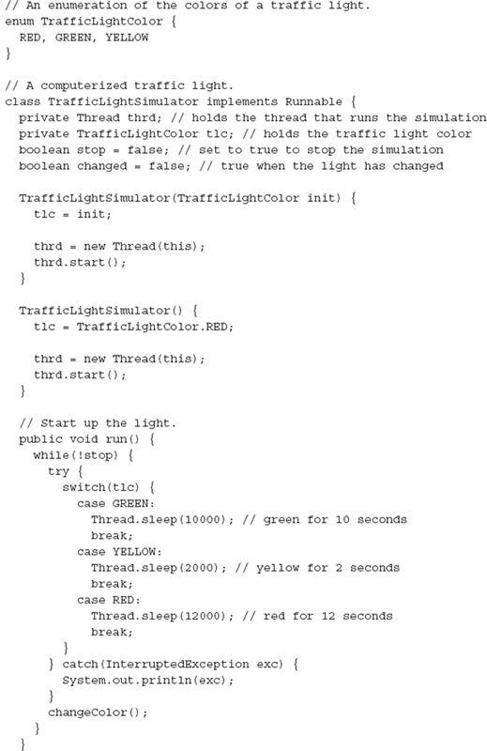 // An enumeration of the colors of a traffic light.
enum TrafficLightColor {
  RED, GREEN, YELLOW
}

// A computerized traffic light.
class TrafficLightSimulator implements Runnable {
  private Thread thrd; // holds the thread that runs the simulation
  private TrafficLightColor tlc; // holds the traffic light color
  boolean stop = false; // set to true to stop the simulation
  boolean changed = false; // true when the light has changed

  TrafficLightSimulator(TrafficLightColor init) {
    tlc = init;

    thrd = new Thread(this);
    thrd.start();
  }

  TrafficLightSimulator() {
    tlc = TrafficLightColor.RED;

    thrd = new Thread(this);
    thrd.start();
  }

  // Start up the light.
  public void run() {
    while(!stop) {
      try {
        switch(tlc) {
          case GREEN:
            Thread.sleep(10000); // green for 10 seconds
            break;
          case YELLOW:
            Thread.sleep(2000); // yellow for 2 seconds
            break;
          case RED:
            Thread.sleep(12000); // red for 12 seconds
            break;
        }
      } catch(InterruptedException exc) {
        System.out.println(exc);
      }
      changeColor();
    }
  }